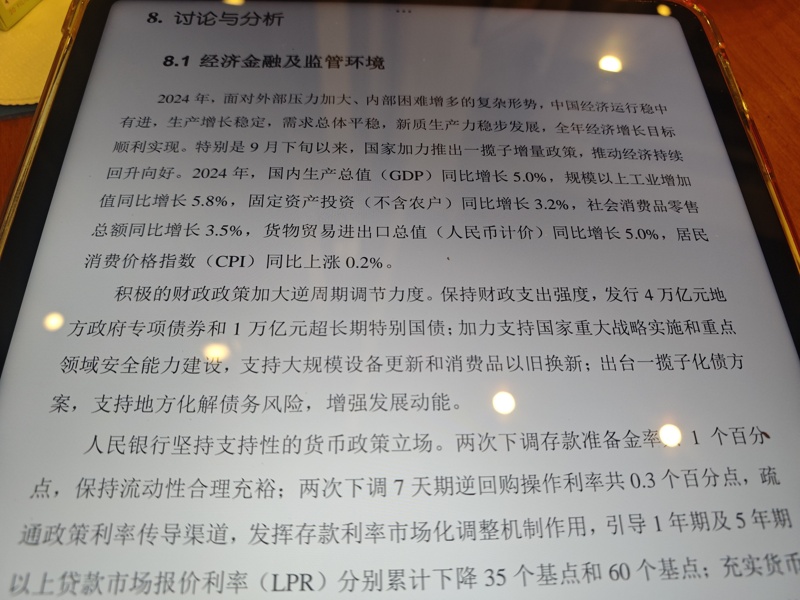 8. 讨论与分析
8.1 经济金融及监管环境
2024 年，面对外部压力加大、内部困难增多的复杂形势，中国经济运行稳中
有进，生产增长稳定，需求总体平稳，新质生产力稳步发展，全年经济增长目标
顺利实现。特别是 9 月下旬以来，国家加力推出一揽子增量政策，推动经济持续
回升向好。2024 年，国内生产总值（GDP）同比增长 5.0%，规模以上工业增加
值同比增长 5.8%，固定资产投资（不含农户）同比增长 3.2%，社会消费品零售
总额同比增长 3.5%，货物贸易进出口总值（人民币计价）同比增长 5.0%，居民
消费价格指数（CPI）同比上涨 0.2%。
积极的财政政策加大逆周期调节力度。保持财政支出强度，发行 4 万亿元地
方政府专项债券和 1 万亿元超长期特别国债；加力支持国家重大战略实施和重点
领域安全能力建设，支持大规模设备更新和消费品以旧换新；出台一揽子化债方
案，支持地方化解债务风险，增强发展动能。
人民银行坚持支持性的货币政策立场。两次下调存款准备金率 1 个百分
点，保持流动性合理充裕；两次下调 7 天期逆回购操作利率共 0.3 个百分点，疏
通政策利率传导渠道，发挥存款利率市场化调整机制作用，引导 1 年期及 5 年期
以上贷款市场报价利率（LPR）分别累计下降 35 个基点和 60 个基点；充实货币